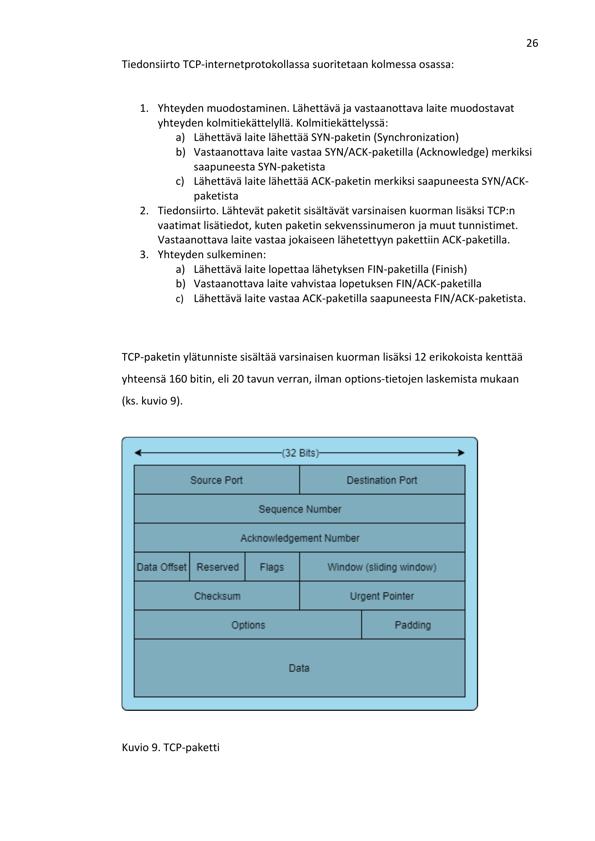 26
Tiedonsiirto TCP-internetprotokollassa suoritetaan kolmessa osassa:
1. Yhteyden muodostaminen. Lähettävä ja vastaanottava laite muodostavat
yhteyden kolmitiekättelyllä. Kolmitiekättelyssä:
a) Lähettävä laite lähettää SYN-paketin (Synchronization)
b) Vastaanottava laite vastaa SYN/ACK-paketilla (Acknowledge) merkiksi
saapuneesta SYN-paketista
c) Lähettävä laite lähettää ACK-paketin merkiksi saapuneesta SYN/ACK-
paketista
2. Tiedonsiirto. Lähtevät paketit sisältävät varsinaisen kuorman lisäksi TCP:n
vaatimat lisätiedot, kuten paketin sekvenssinumeron ja muut tunnistimet.
Vastaanottava laite vastaa jokaiseen lähetettyyn pakettiin ACK-paketilla.
3. Yhteyden sulkeminen:
a) Lähettävä laite lopettaa lähetyksen FIN-paketilla (Finish)
b) Vastaanottava laite vahvistaa lopetuksen FIN/ACK-paketilla
c) Lähettävä laite vastaa ACK-paketilla saapuneesta FIN/ACK-paketista.
TCP-paketin ylätunniste sisältää varsinaisen kuorman lisäksi 12 erikokoista kenttää
yhteensä 160 bitin, eli 20 tavun verran, ilman options-tietojen laskemista mukaan
(ks. kuvio 9).
(32 Bits)
Source Port Destination Port
Sequence Number
Acknowledgement Number
Data Offset Reserved Flags Window (sliding window)
Checksum Urgent Pointer
Options Padding
Data
Kuvio 9. TCP-paketti